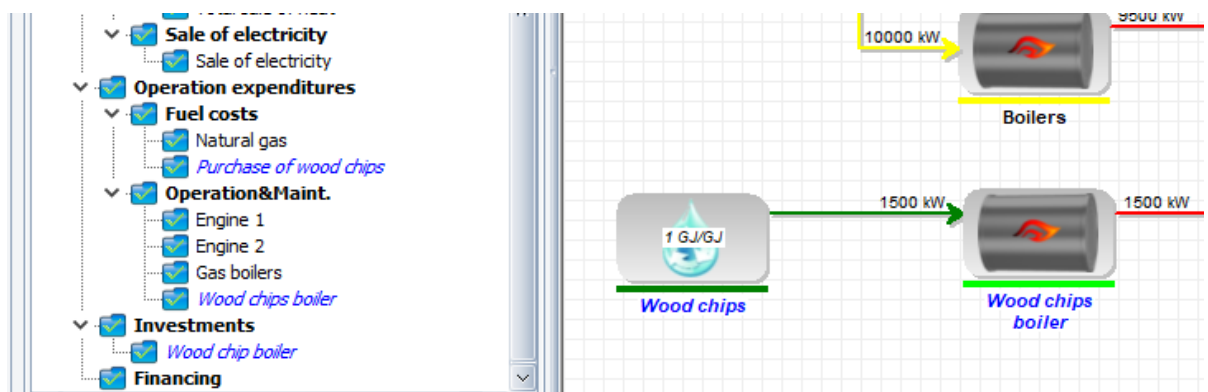 Sale of electricity
Sale of electricity
Operation expenditures
Fuel costs
Natural gas
Purchase of wood chips
Operation&Maint.
Engine 1
Engine 2
Gas boilers
Wood chips boiler
Investments
Wood chip boiler
Financing
9500 kW
10000 kW
Boilers
1500 kW
1500 kW
1 GJ/GJ
Wood chips
Wood chips
boiler